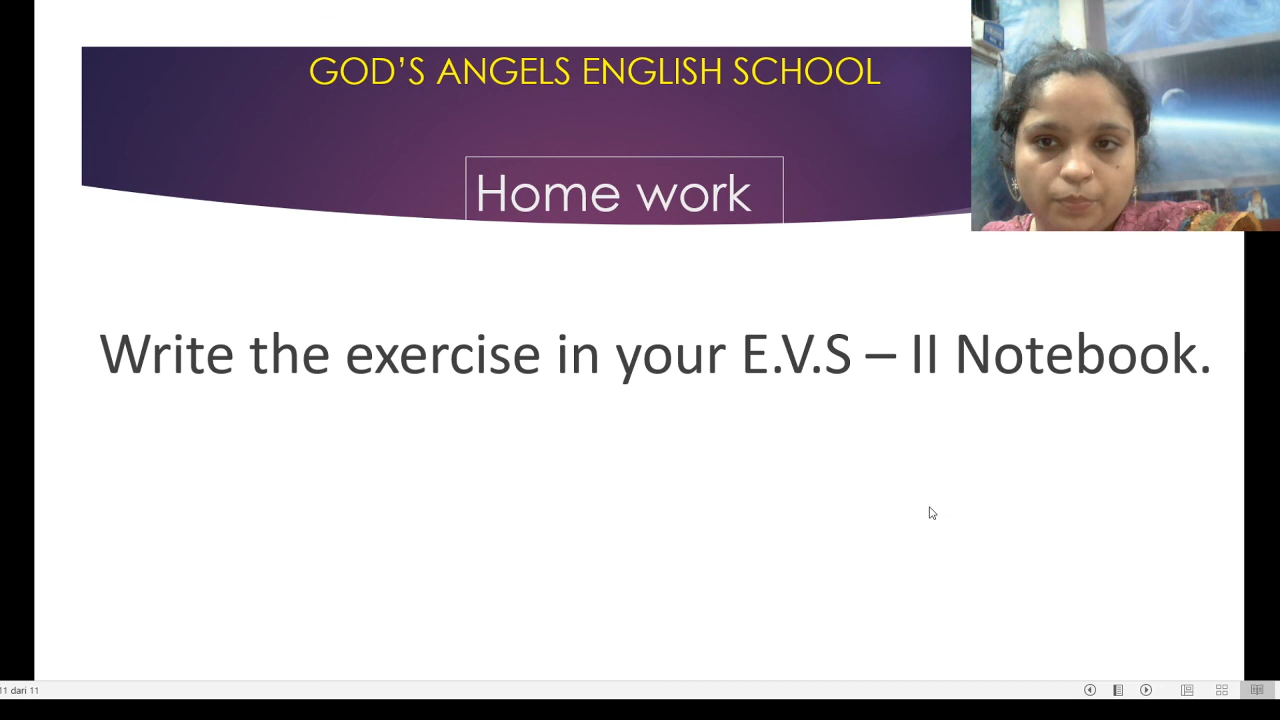 GOD’S ANGELS ENGLISH SCHOOL
Home work
Write the exercise in your E.V.S – II Notebook.
11 dari 11